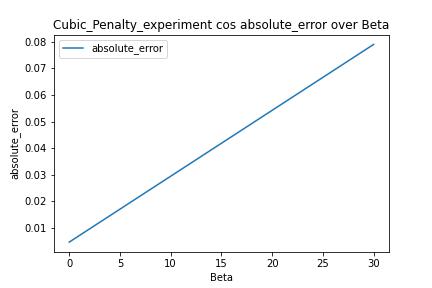 Cubic_Penalty_experiment cos absolute_error over Beta
absolute_error
0.08
0.07
0.06
0.05
0.04
0.03
0.02
0.01
absolute_error
0 5 10 15 20 25 30
Beta